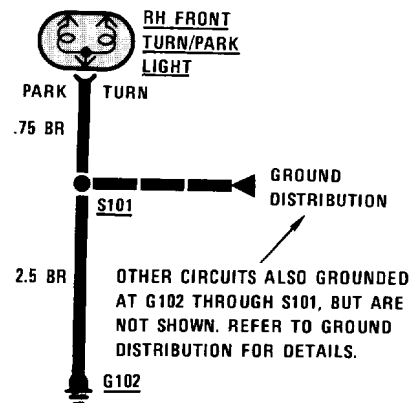 RH FRONT
TURN/PARK
LIGHT
PARK TURN
.75 BR
GROUND
DISTRIBUTION
S101
2.5 BR
OTHER CIRCUITS ALSO GROUNDED
AT G102 THROUGH S101, BUT ARE
NOT SHOWN. REFER TO GROUND
DISTRIBUTION FOR DETAILS.
G102